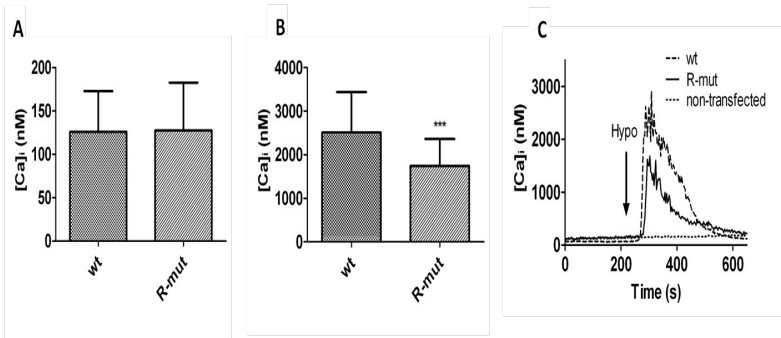 A
[Ca]i (nM)
200
150
100
50
0
wt
R-mut
B
[Ca]i (nM)
4000
3000
2000
1000
0
***
wt
R-mut
C
[Ca]i (nM)
3000
2000
1000
0
Hypo
wt
R-mut
non-transfected
0 200 400 600
Time (s)